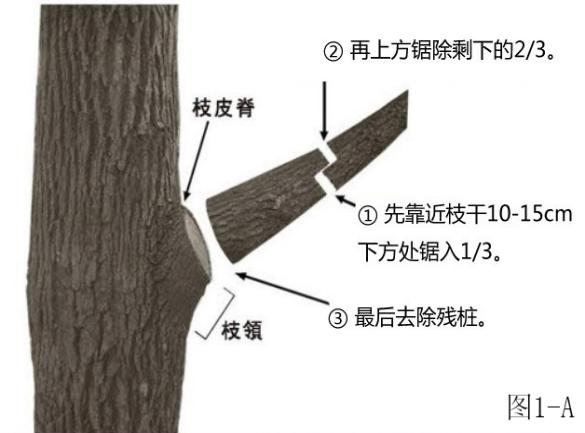 ② 再上方锯除剩下的2/3。
枝皮脊
① 先靠近枝干10-15cm
下方处锯入1/3。
③ 最后去除残桩。
枝領
图1-A